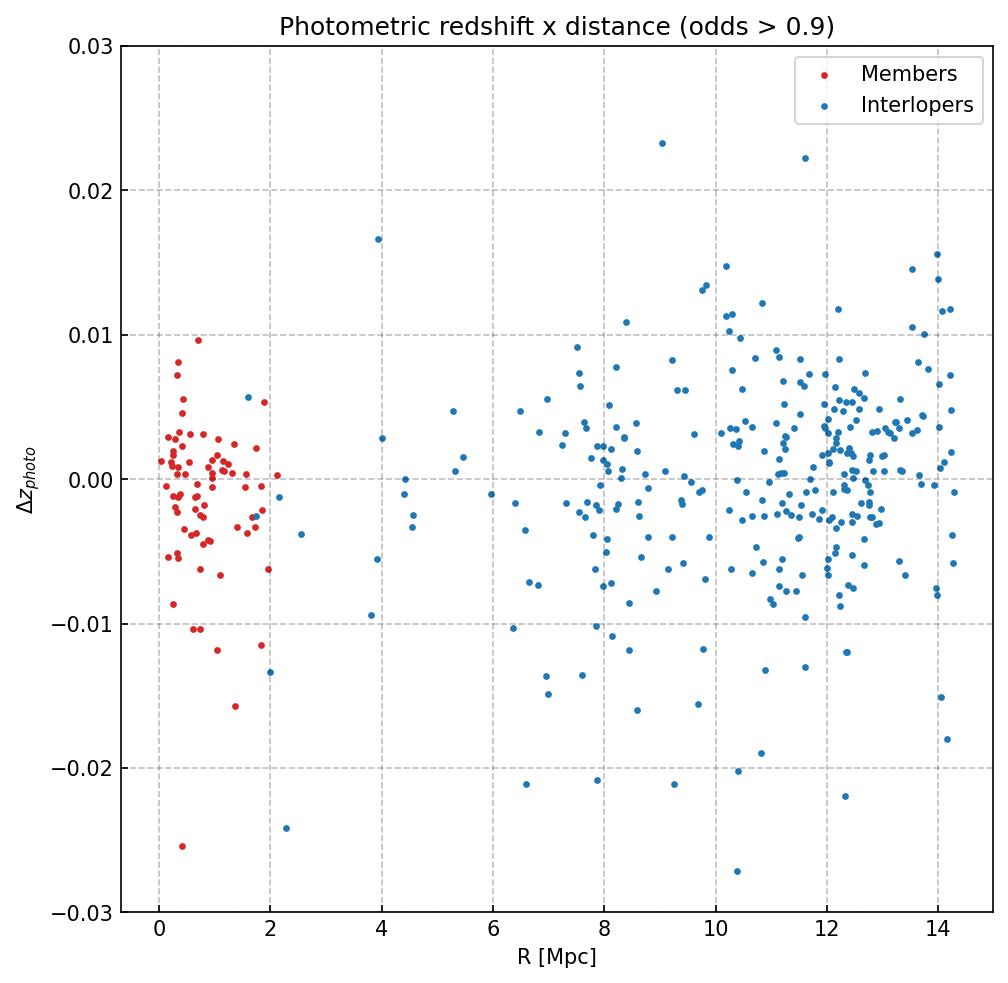 Photometric redshift x distance (odds > 0.9)
Members
Interlopers
0.03
0.02
0.01
0.00
−0.01
−0.02
−0.03
Δz_photo
0 2 4 6 8 10 12 14
R [Mpc]